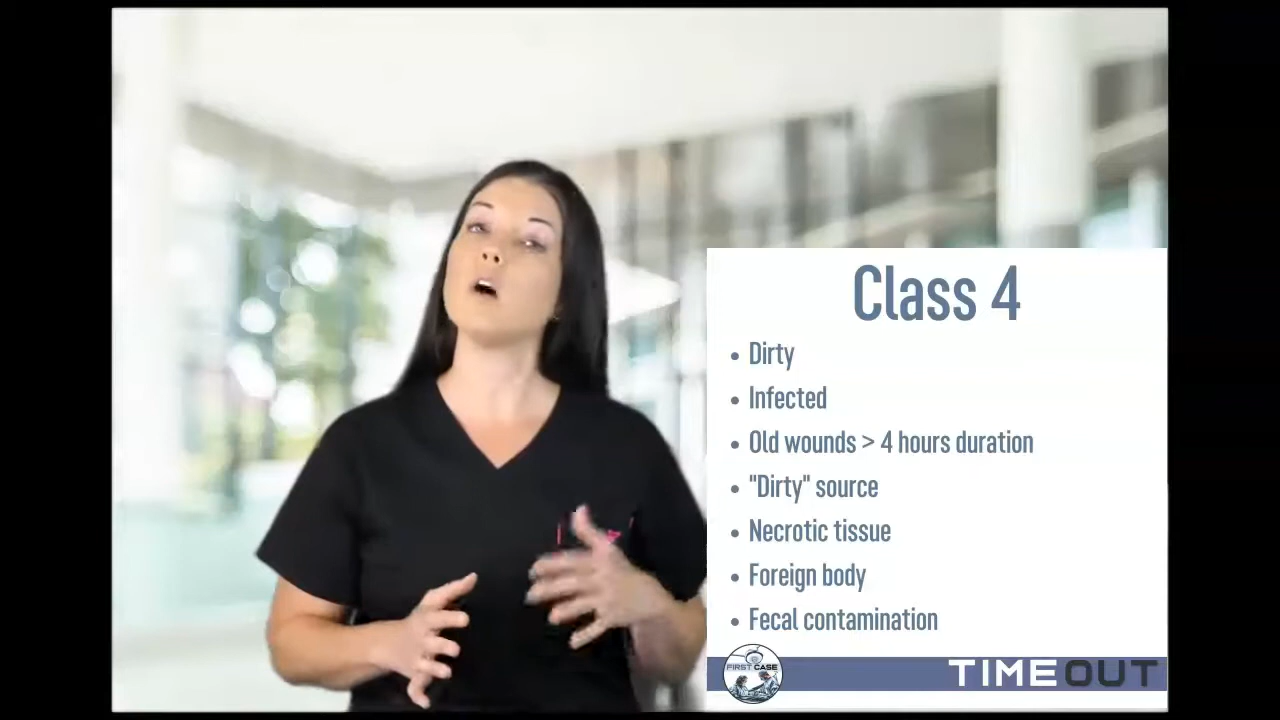 Class 4
• Dirty
• Infected
• Old wounds > 4 hours duration
• "Dirty" source
• Necrotic tissue
• Foreign body
• Fecal contamination
FIRST CASE
TIMEOUT